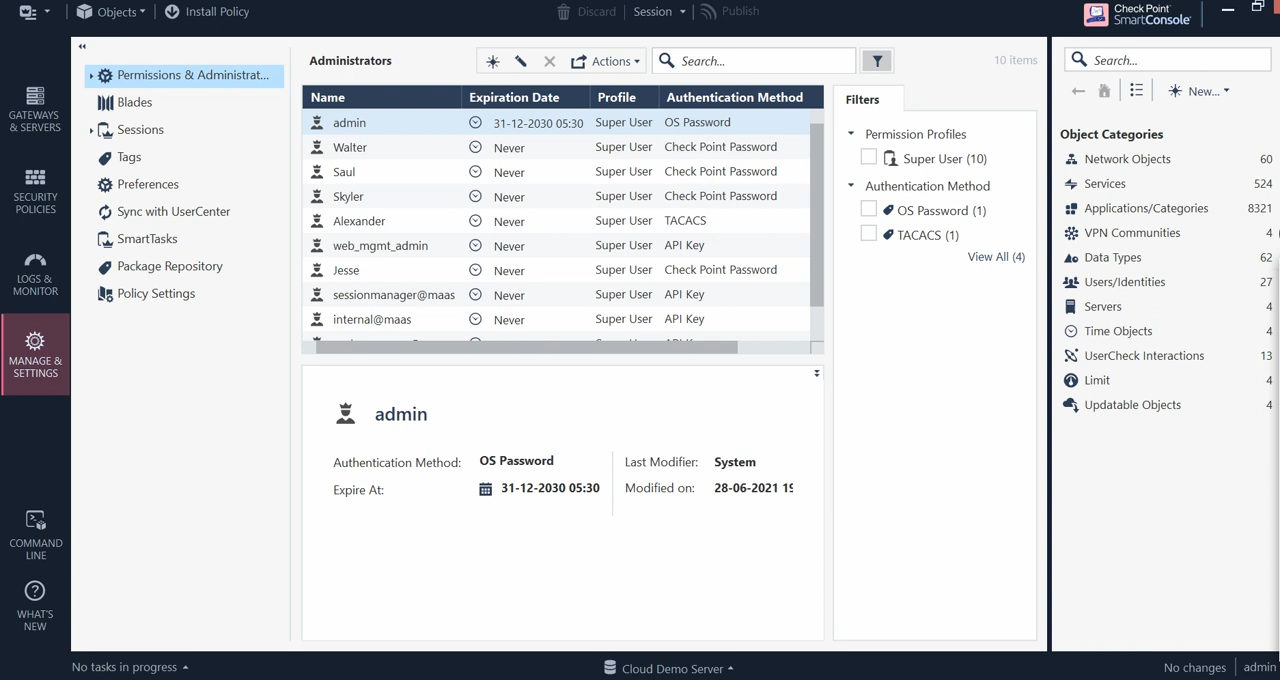 Objects
Install Policy
Discard
Session
Publish
Check Point
SmartConsole
GATEWAYS & SERVERS
SECURITY POLICIES
LOGS & MONITOR
MANAGE & SETTINGS
COMMAND LINE
WHAT'S NEW
Permissions & Administrat...
Blades
Sessions
Tags
Preferences
Sync with UserCenter
SmartTasks
Package Repository
Policy Settings
Administrators
Actions
Search...
10 items
Name Expiration Date Profile Authentication Method
admin 31-12-2030 05:30 Super User OS Password
Walter Never Super User Check Point Password
Saul Never Super User Check Point Password
Skyler Never Super User Check Point Password
Alexander Never Super User TACACS
web_mgmt_admin Never Super User API Key
Jesse Never Super User Check Point Password
sessionmanager@maas Never Super User API Key
internal@maas Never Super User API Key
admin
Authentication Method: OS Password
Expire At: 31-12-2030 05:30
Last Modifier: System
Modified on: 28-06-2021 19
Filters
Permission Profiles
Super User (10)
Authentication Method
OS Password (1)
TACACS (1)
View All (4)
Search...
New...
Object Categories
Network Objects 60
Services 524
Applications/Categories 8321
VPN Communities 4
Data Types 62
Users/Identities 27
Servers 4
Time Objects 4
UserCheck Interactions 13
Limit 4
Updatable Objects 4
No tasks in progress
Cloud Demo Server
No changes
admin